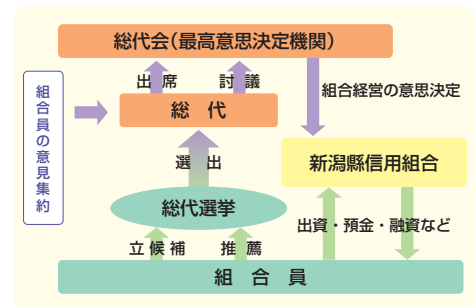 総代会(最高意思決定機関)
出席
討議
組合経営の意思決定
組合員の意見集約
総代
選出
新潟縣信用組合
総代選挙
出資・預金・融資など
立候補
推薦
組合員